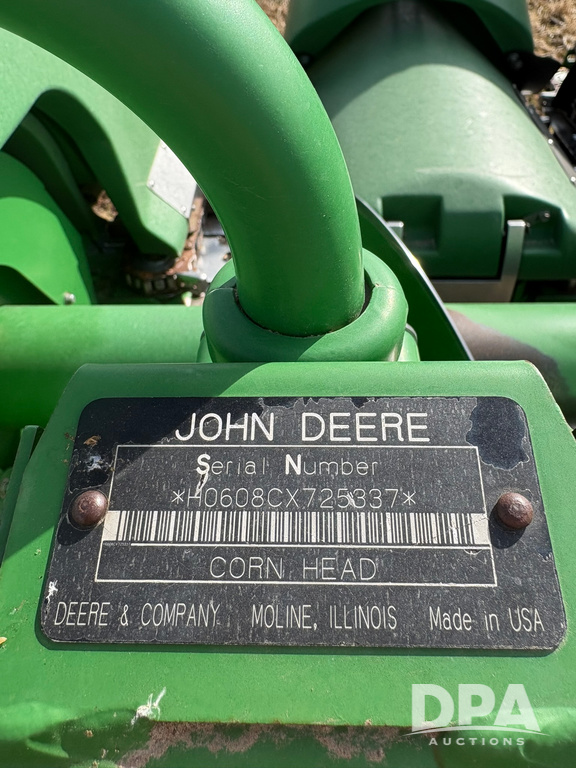 JOHN DEERE
Serial Number
*H0608CX725337*
CORN HEAD
DEERE & COMPANY MOLINE, ILLINOIS Made in USA
DPA
AUCTIONS